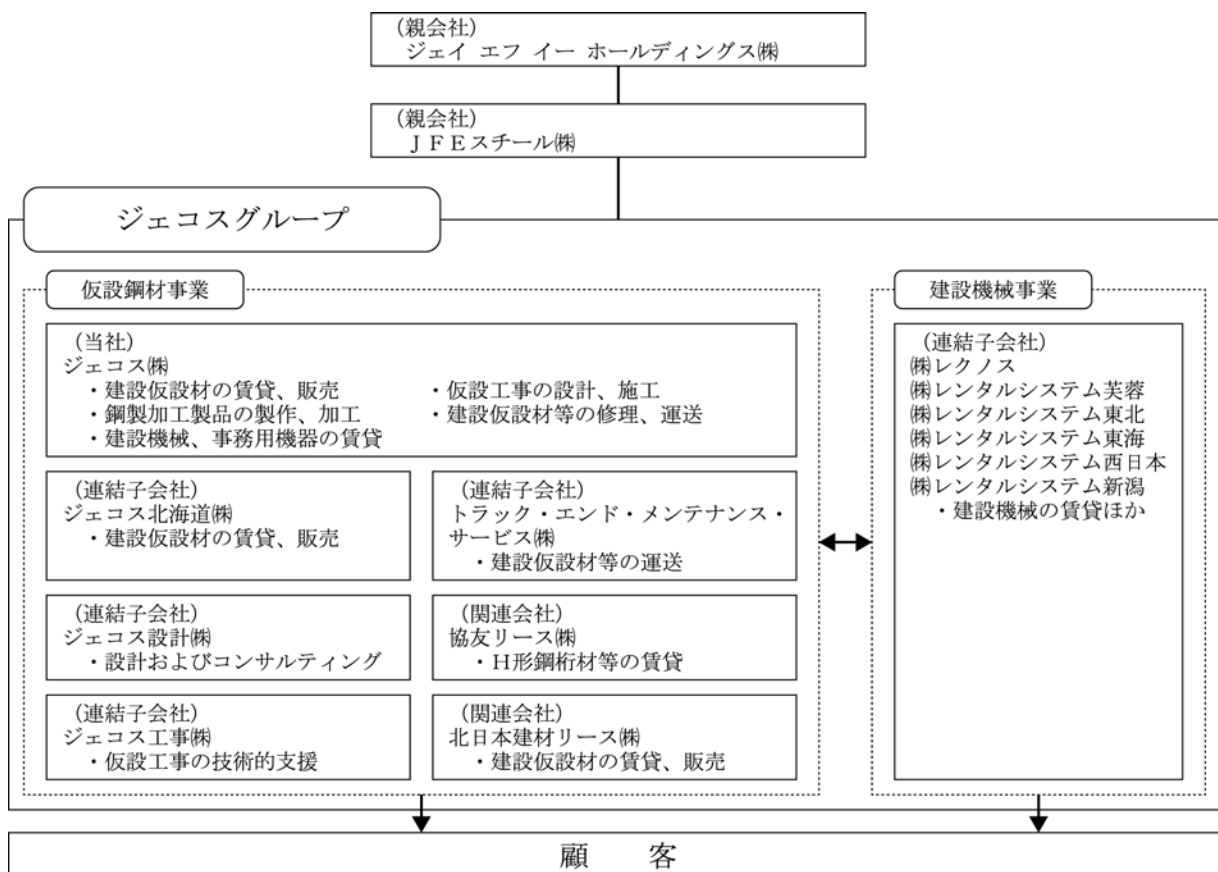 （親会社）
ジェイ エフ イー ホールディングス㈱
（親会社）
ＪＦＥスチール㈱
ジェコスグループ
仮設鋼材事業
（当社）
ジェコス㈱
・建設仮設材の賃貸、販売
・鋼製加工製品の製作、加工
・建設機械、事務用機器の賃貸
・仮設工事の設計、施工
・建設仮設材等の修理、運送
（連結子会社）
ジェコス北海道㈱
・建設仮設材の賃貸、販売
（連結子会社）
トラック・エンド・メンテナンス・
サービス㈱
・建設仮設材等の運送
（連結子会社）
ジェコス設計㈱
・設計およびコンサルティング
（関連会社）
協友リース㈱
・Ｈ形鋼桁材等の賃貸
（連結子会社）
ジェコス工事㈱
・仮設工事の技術的支援
（関連会社）
北日本建材リース㈱
・建設仮設材の賃貸、販売
建設機械事業
（連結子会社）
㈱レクノス
㈱レンタルシステム芙蓉
㈱レンタルシステム東北
㈱レンタルシステム東海
㈱レンタルシステム西日本
㈱レンタルシステム新潟
・建設機械の賃貸ほか
顧　　客